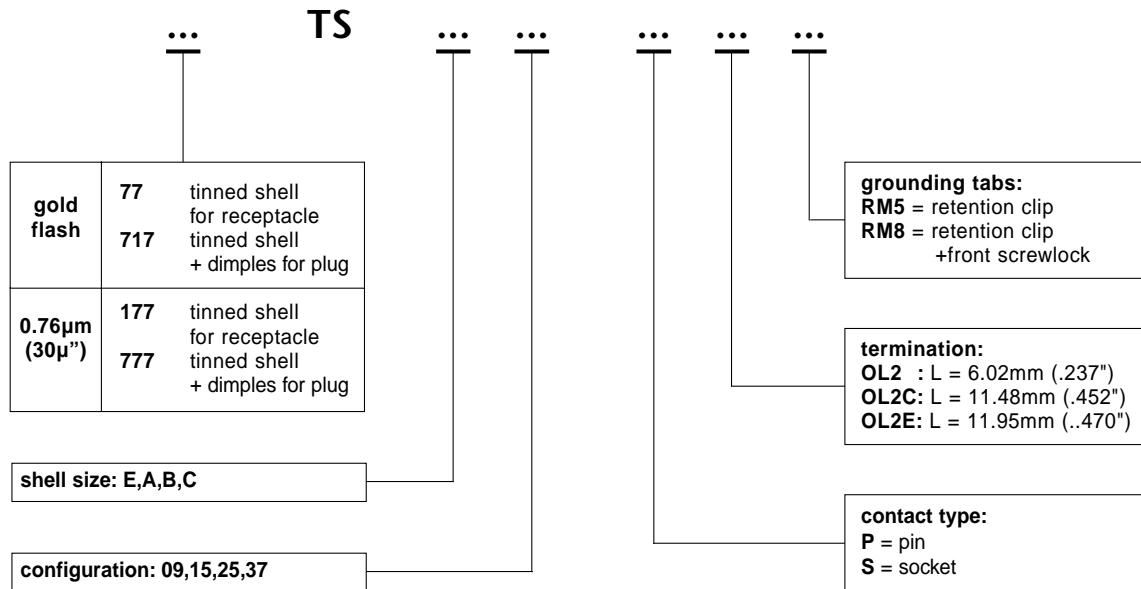 ... TS ... ... ... ... ...
gold
flash
77 tinned shell
for receptacle
717 tinned shell
+ dimples for plug
0.76µm
(30µ”)
177 tinned shell
for receptacle
777 tinned shell
+ dimples for plug
shell size: E,A,B,C
configuration: 09,15,25,37
grounding tabs:
RM5 = retention clip
RM8 = retention clip
+front screwlock
termination:
OL2 : L = 6.02mm (.237")
OL2C: L = 11.48mm (.452")
OL2E: L = 11.95mm (..470")
contact type:
P = pin
S = socket